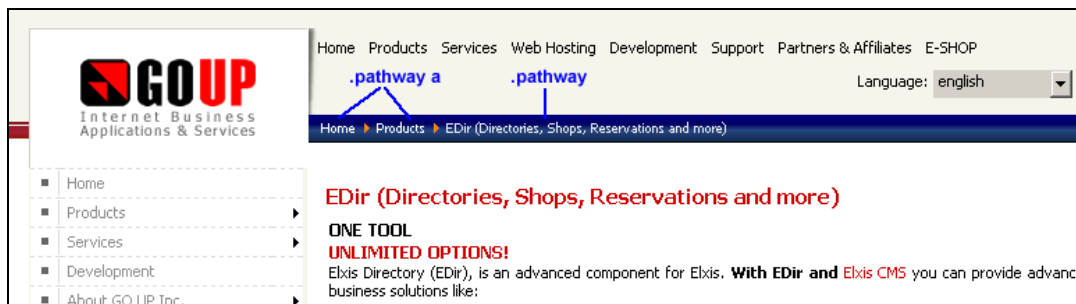 Home Products Services Web Hosting Development Support Partners & Affiliates E-SHOP
.pathway a .pathway
Language: english
GOUP
Internet Business
Applications & Services
Home Products EDir (Directories, Shops, Reservations and more)
Home
Products
Services
Development
About GO UP Inc.
EDir (Directories, Shops, Reservations and more)
ONE TOOL
UNLIMITED OPTIONS!
Elxis Directory (EDir), is an advanced component for Elxis. With EDir and Elxis CMS you can provide advanc
business solutions like: